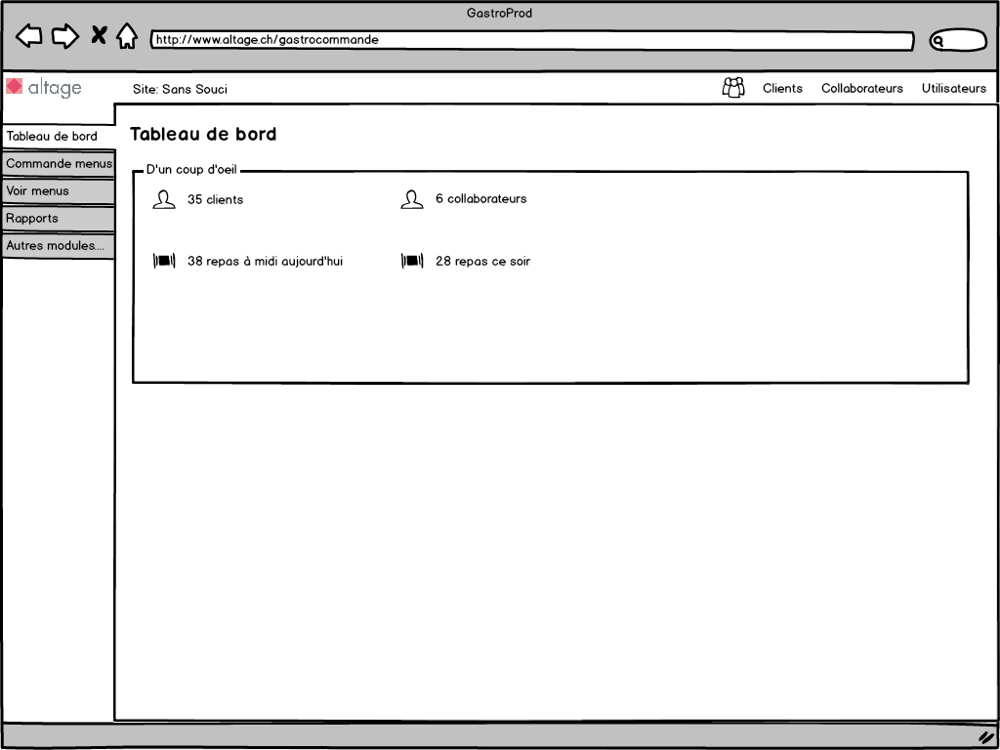 GastroProd
http://www.altage.ch/gastrocommande
altage
Site: Sans Souci
Clients
Collaborateurs
Utilisateurs
Tableau de bord
Commande menus
Voir menus
Rapports
Autres modules....
Tableau de bord
D'un coup d'oeil
35 clients
6 collaborateurs
38 repas à midi aujourd'hui
28 repas ce soir